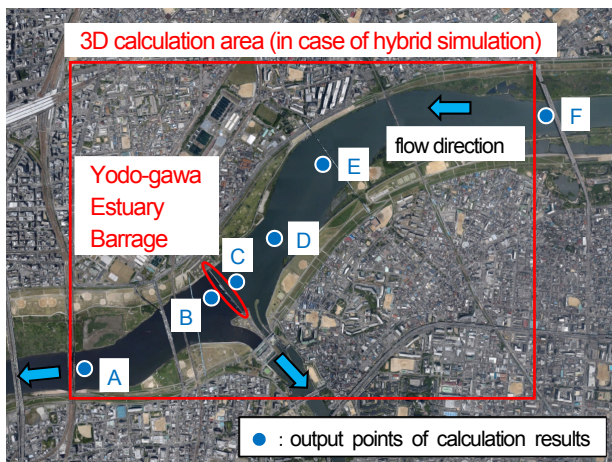 3D calculation area (in case of hybrid simulation)
F
flow direction
E
Yodo-gawa
Estuary
Barrage
D
C
B
A
: output points of calculation results